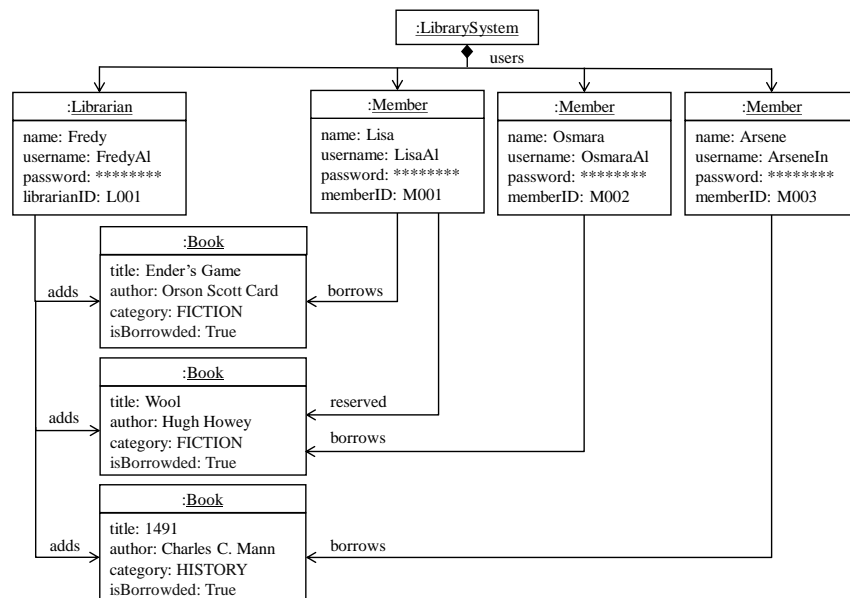 :LibrarySystem
users
:Librarian
name: Fredy
username: FredyAl
password: ********
librarianID: L001
:Member
name: Lisa
username: LisaAl
password: ********
memberID: M001
:Member
name: Osmara
username: OsmaraAl
password: ********
memberID: M002
:Member
name: Arsene
username: ArseneIn
password: ********
memberID: M003
:Book
title: Ender's Game
author: Orson Scott Card
category: FICTION
isBorrowded: True
adds
borrows
:Book
title: Wool
author: Hugh Howey
category: FICTION
isBorrowded: True
adds
reserved
borrows
:Book
title: 1491
author: Charles C. Mann
category: HISTORY
isBorrowded: True
adds
borrows